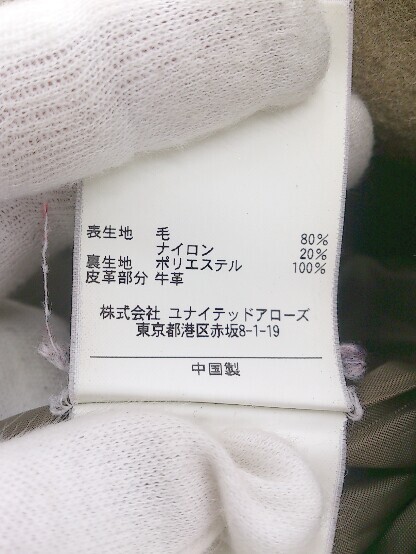 表生地 毛 80%
ナイロン 20%
裏生地 ポリエステル 100%
皮革部分 牛革
株式会社 ユナイテッドアローズ
東京都港区赤坂8-1-19
中国製